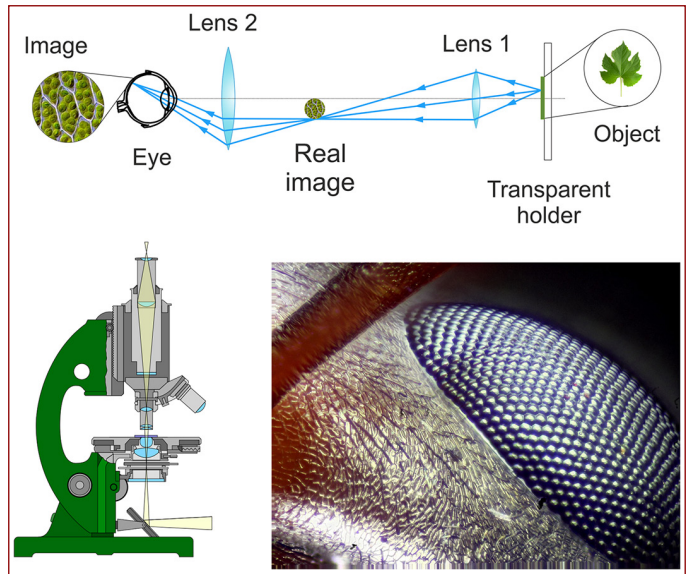 Image
Lens 2
Lens 1
Eye
Real
image
Object
Transparent
holder